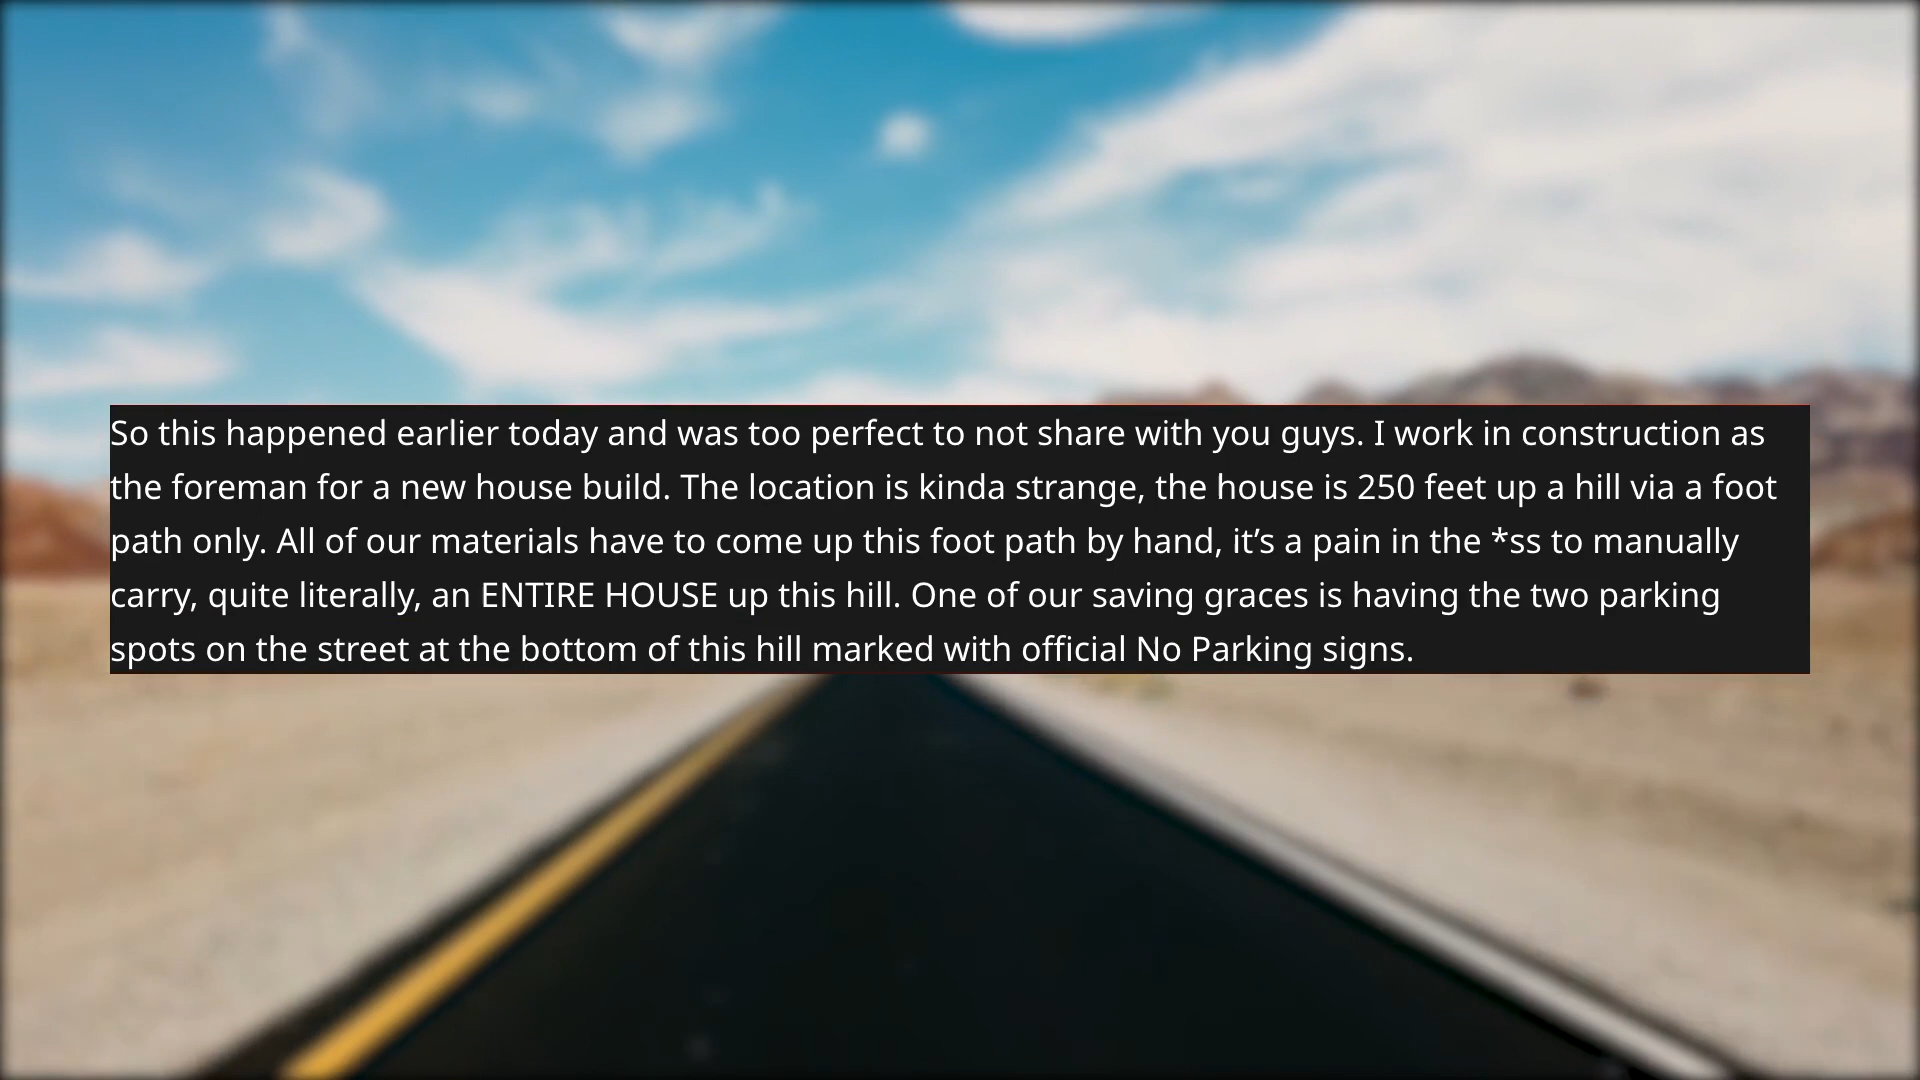 So this happened earlier today and was too perfect to not share with you guys. I work in construction as
the foreman for a new house build. The location is kinda strange, the house is 250 feet up a hill via a foot
path only. All of our materials have to come up this foot path by hand, it’s a pain in the *ss to manually
carry, quite literally, an ENTIRE HOUSE up this hill. One of our saving graces is having the two parking
spots on the street at the bottom of this hill marked with official No Parking signs.